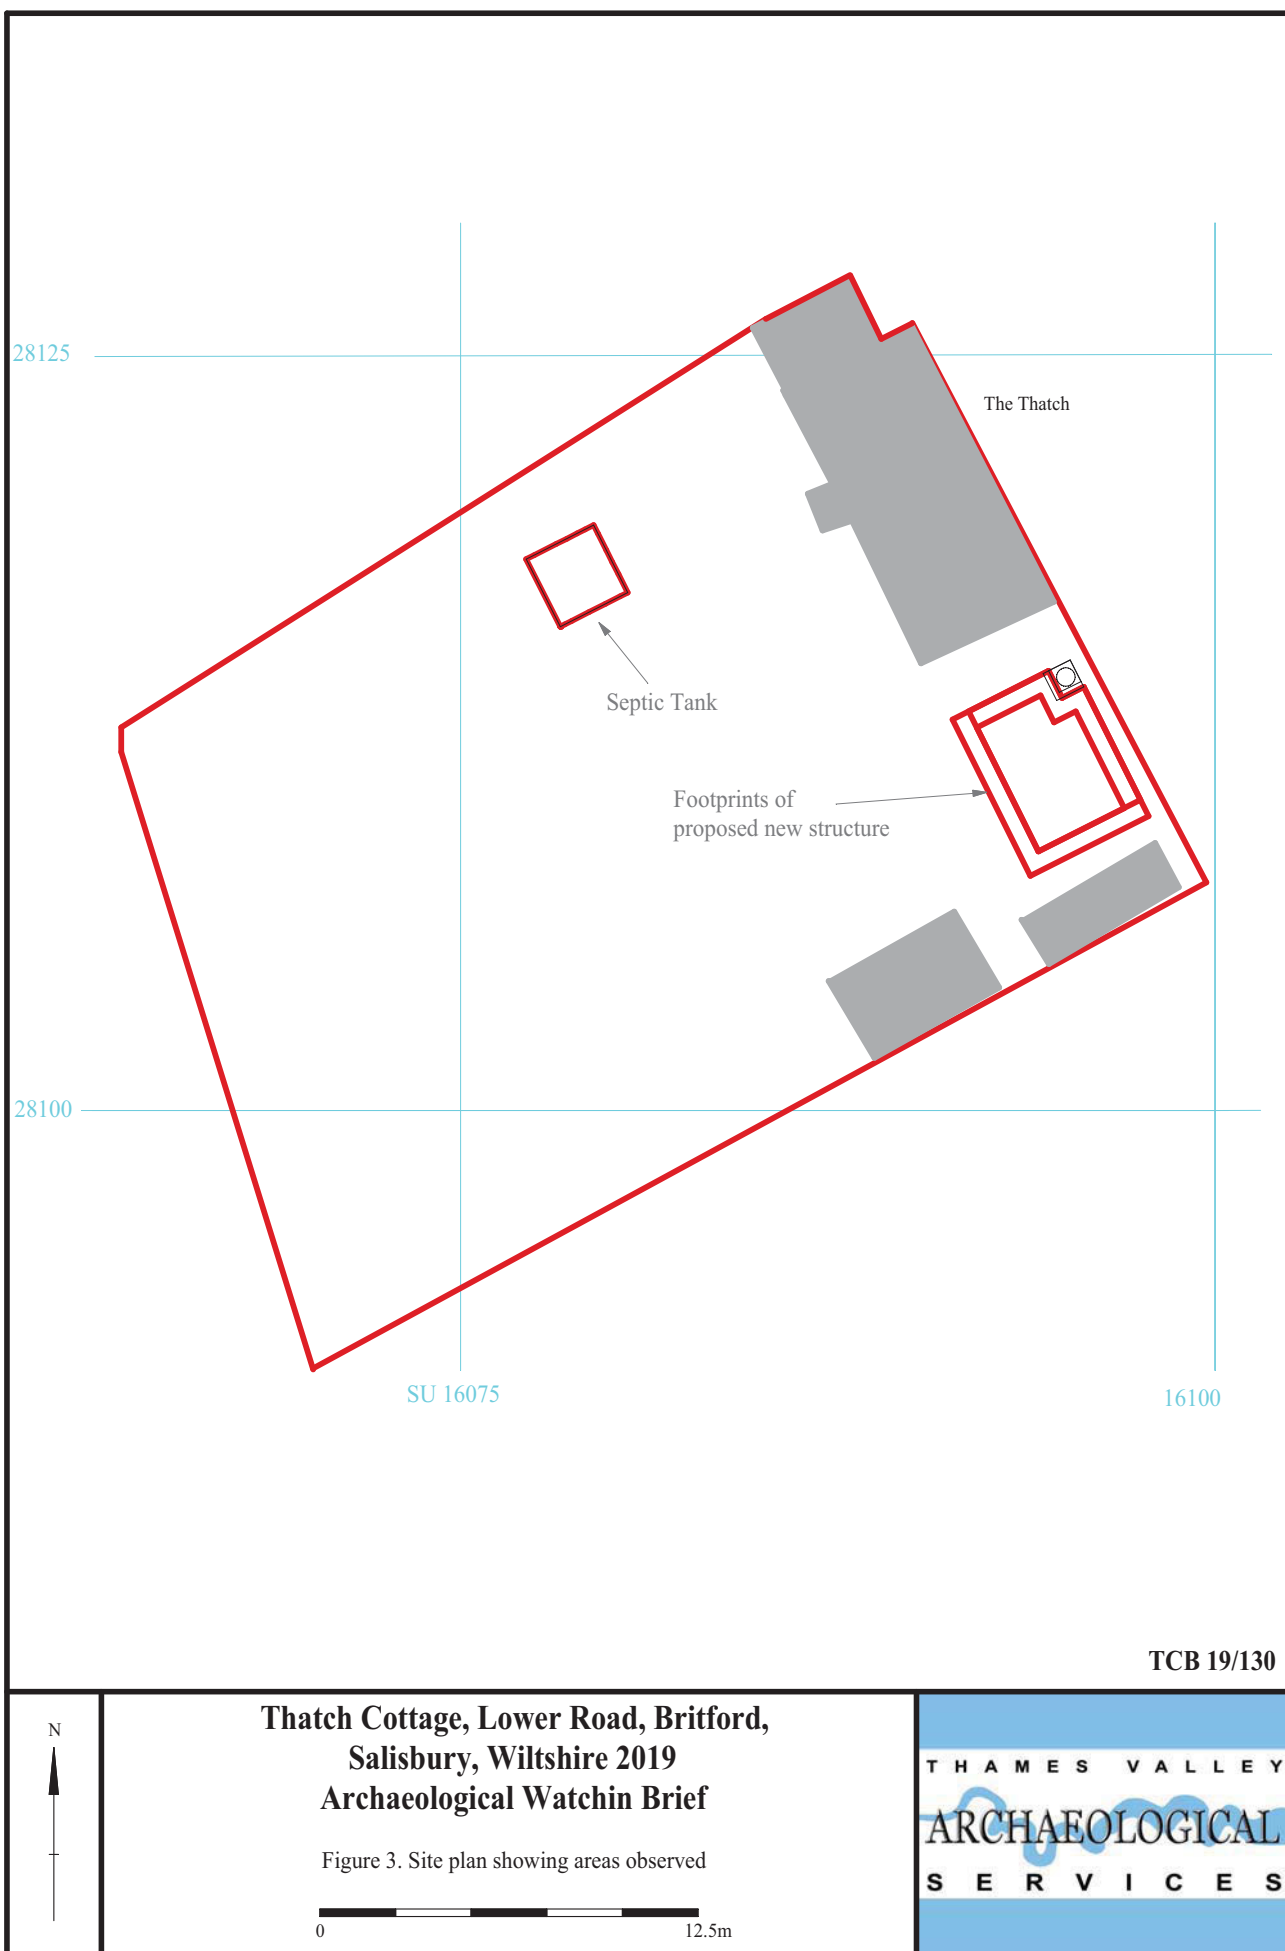 28125
The Thatch
Septic Tank
Footprints of
proposed new structure
28100
SU 16075
16100
TCB 19/130
N
Thatch Cottage, Lower Road, Britford,
Salisbury, Wiltshire 2019
Archaeological Watchin Brief
Figure 3. Site plan showing areas observed
0 12.5m
THAMES VALLEY
ARCHAEOLOGICAL
SERVICES